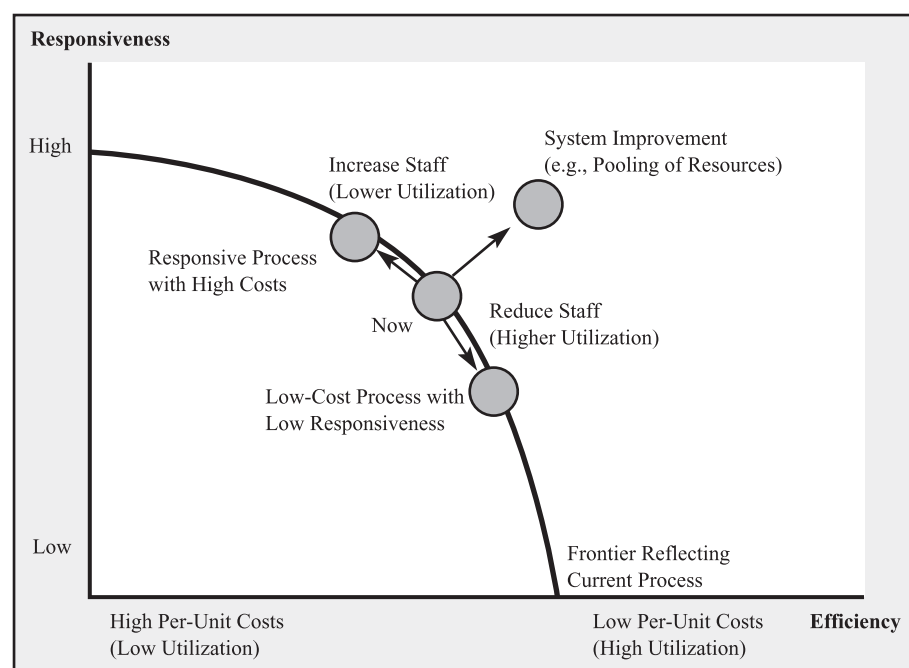 Responsiveness
High
System Improvement
(e.g., Pooling of Resources)
Increase Staff
(Lower Utilization)
Responsive Process
with High Costs
Now
Reduce Staff
(Higher Utilization)
Low-Cost Process with
Low Responsiveness
Low
Frontier Reflecting
Current Process
High Per-Unit Costs
(Low Utilization)
Low Per-Unit Costs
(High Utilization)
Efficiency